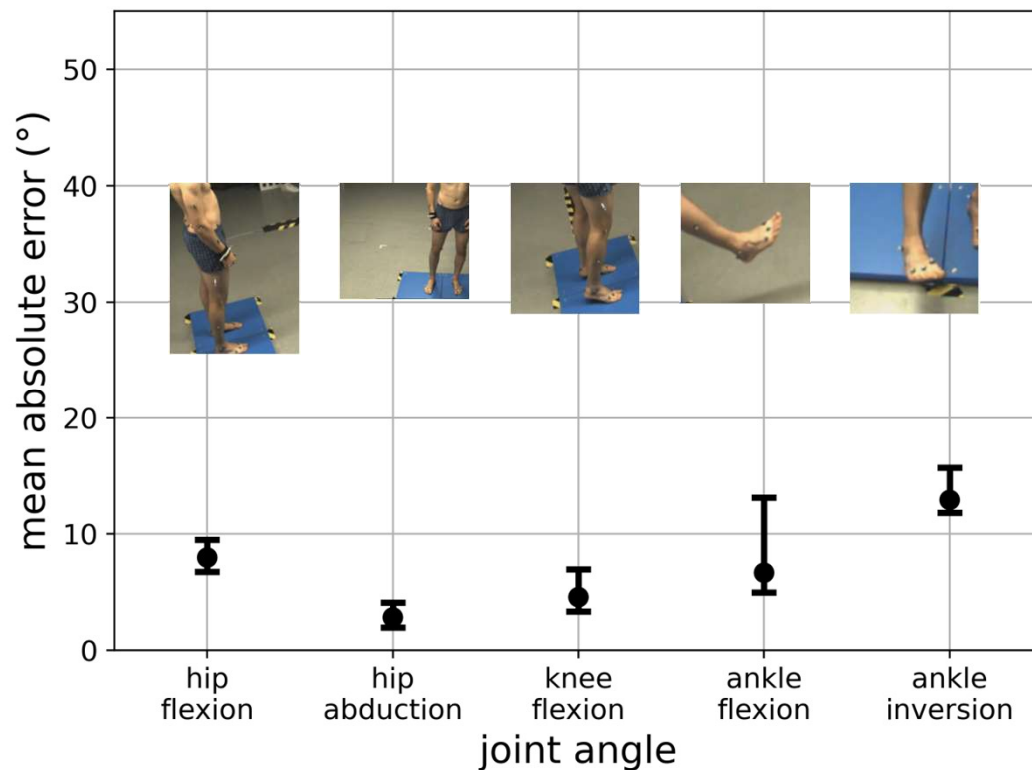 mean absolute error (°)
50
40
30
20
10
0
hip
flexion
hip
abduction
knee
flexion
ankle
flexion
ankle
inversion
joint angle